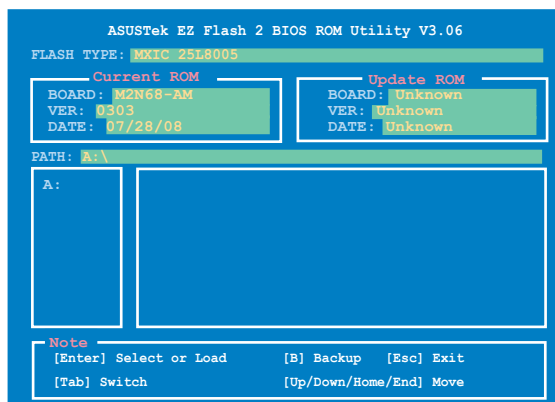 ASUSTek EZ Flash 2 BIOS ROM Utility V3.06
FLASH TYPE: MXIC 25L8005
Current ROM
BOARD: M2N68-AM
VER: 0303
DATE: 07/28/08
Update ROM
BOARD: Unknown
VER: Unknown
DATE: Unknown
PATH: A:\
A:
Note
[Enter] Select or Load [B] Backup [Esc] Exit
[Tab] Switch [Up/Down/Home/End] Move